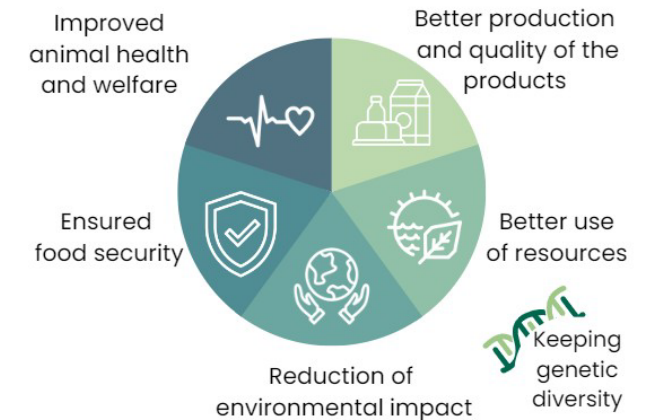 Improved
animal health
and welfare
Better production
and quality of the
products
Ensured
food security
Better use
of resources
Reduction of
environmental impact
Keeping
genetic
diversity